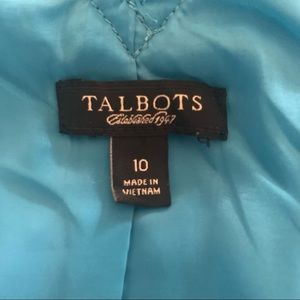 TALBOTS
Established 1947
10
MADE IN
VIETNAM